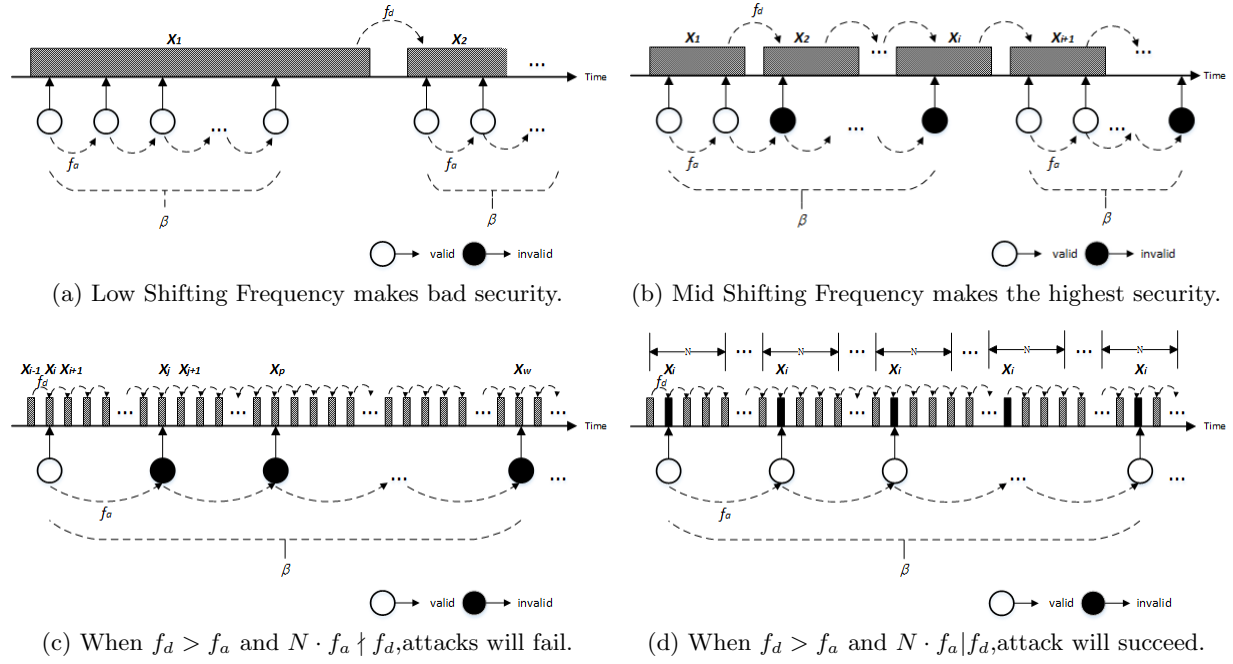 X1 fd X2 ...
Time
...
fa fa
β β
valid invalid
(a) Low Shifting Frequency makes bad security.
fd
X1 X2 ... Xi Xi+1 ...
Time
... ...
fa fa
β β
valid invalid
(b) Mid Shifting Frequency makes the highest security.
Xi-1 Xi Xi+1 Xj Xj+1 Xp Xw
fd
... ... ... ... ...
Time
... ...
fa
β
valid invalid
(c) When fd > fa and N · fa ∤ fd,attacks will fail.
N ... N ... N ... N ... N
Xi Xi Xi Xi Xi
fd
... ... ... ... ...
Time
... ...
fa
β
valid invalid
(d) When fd > fa and N · fa|fd,attack will succeed.